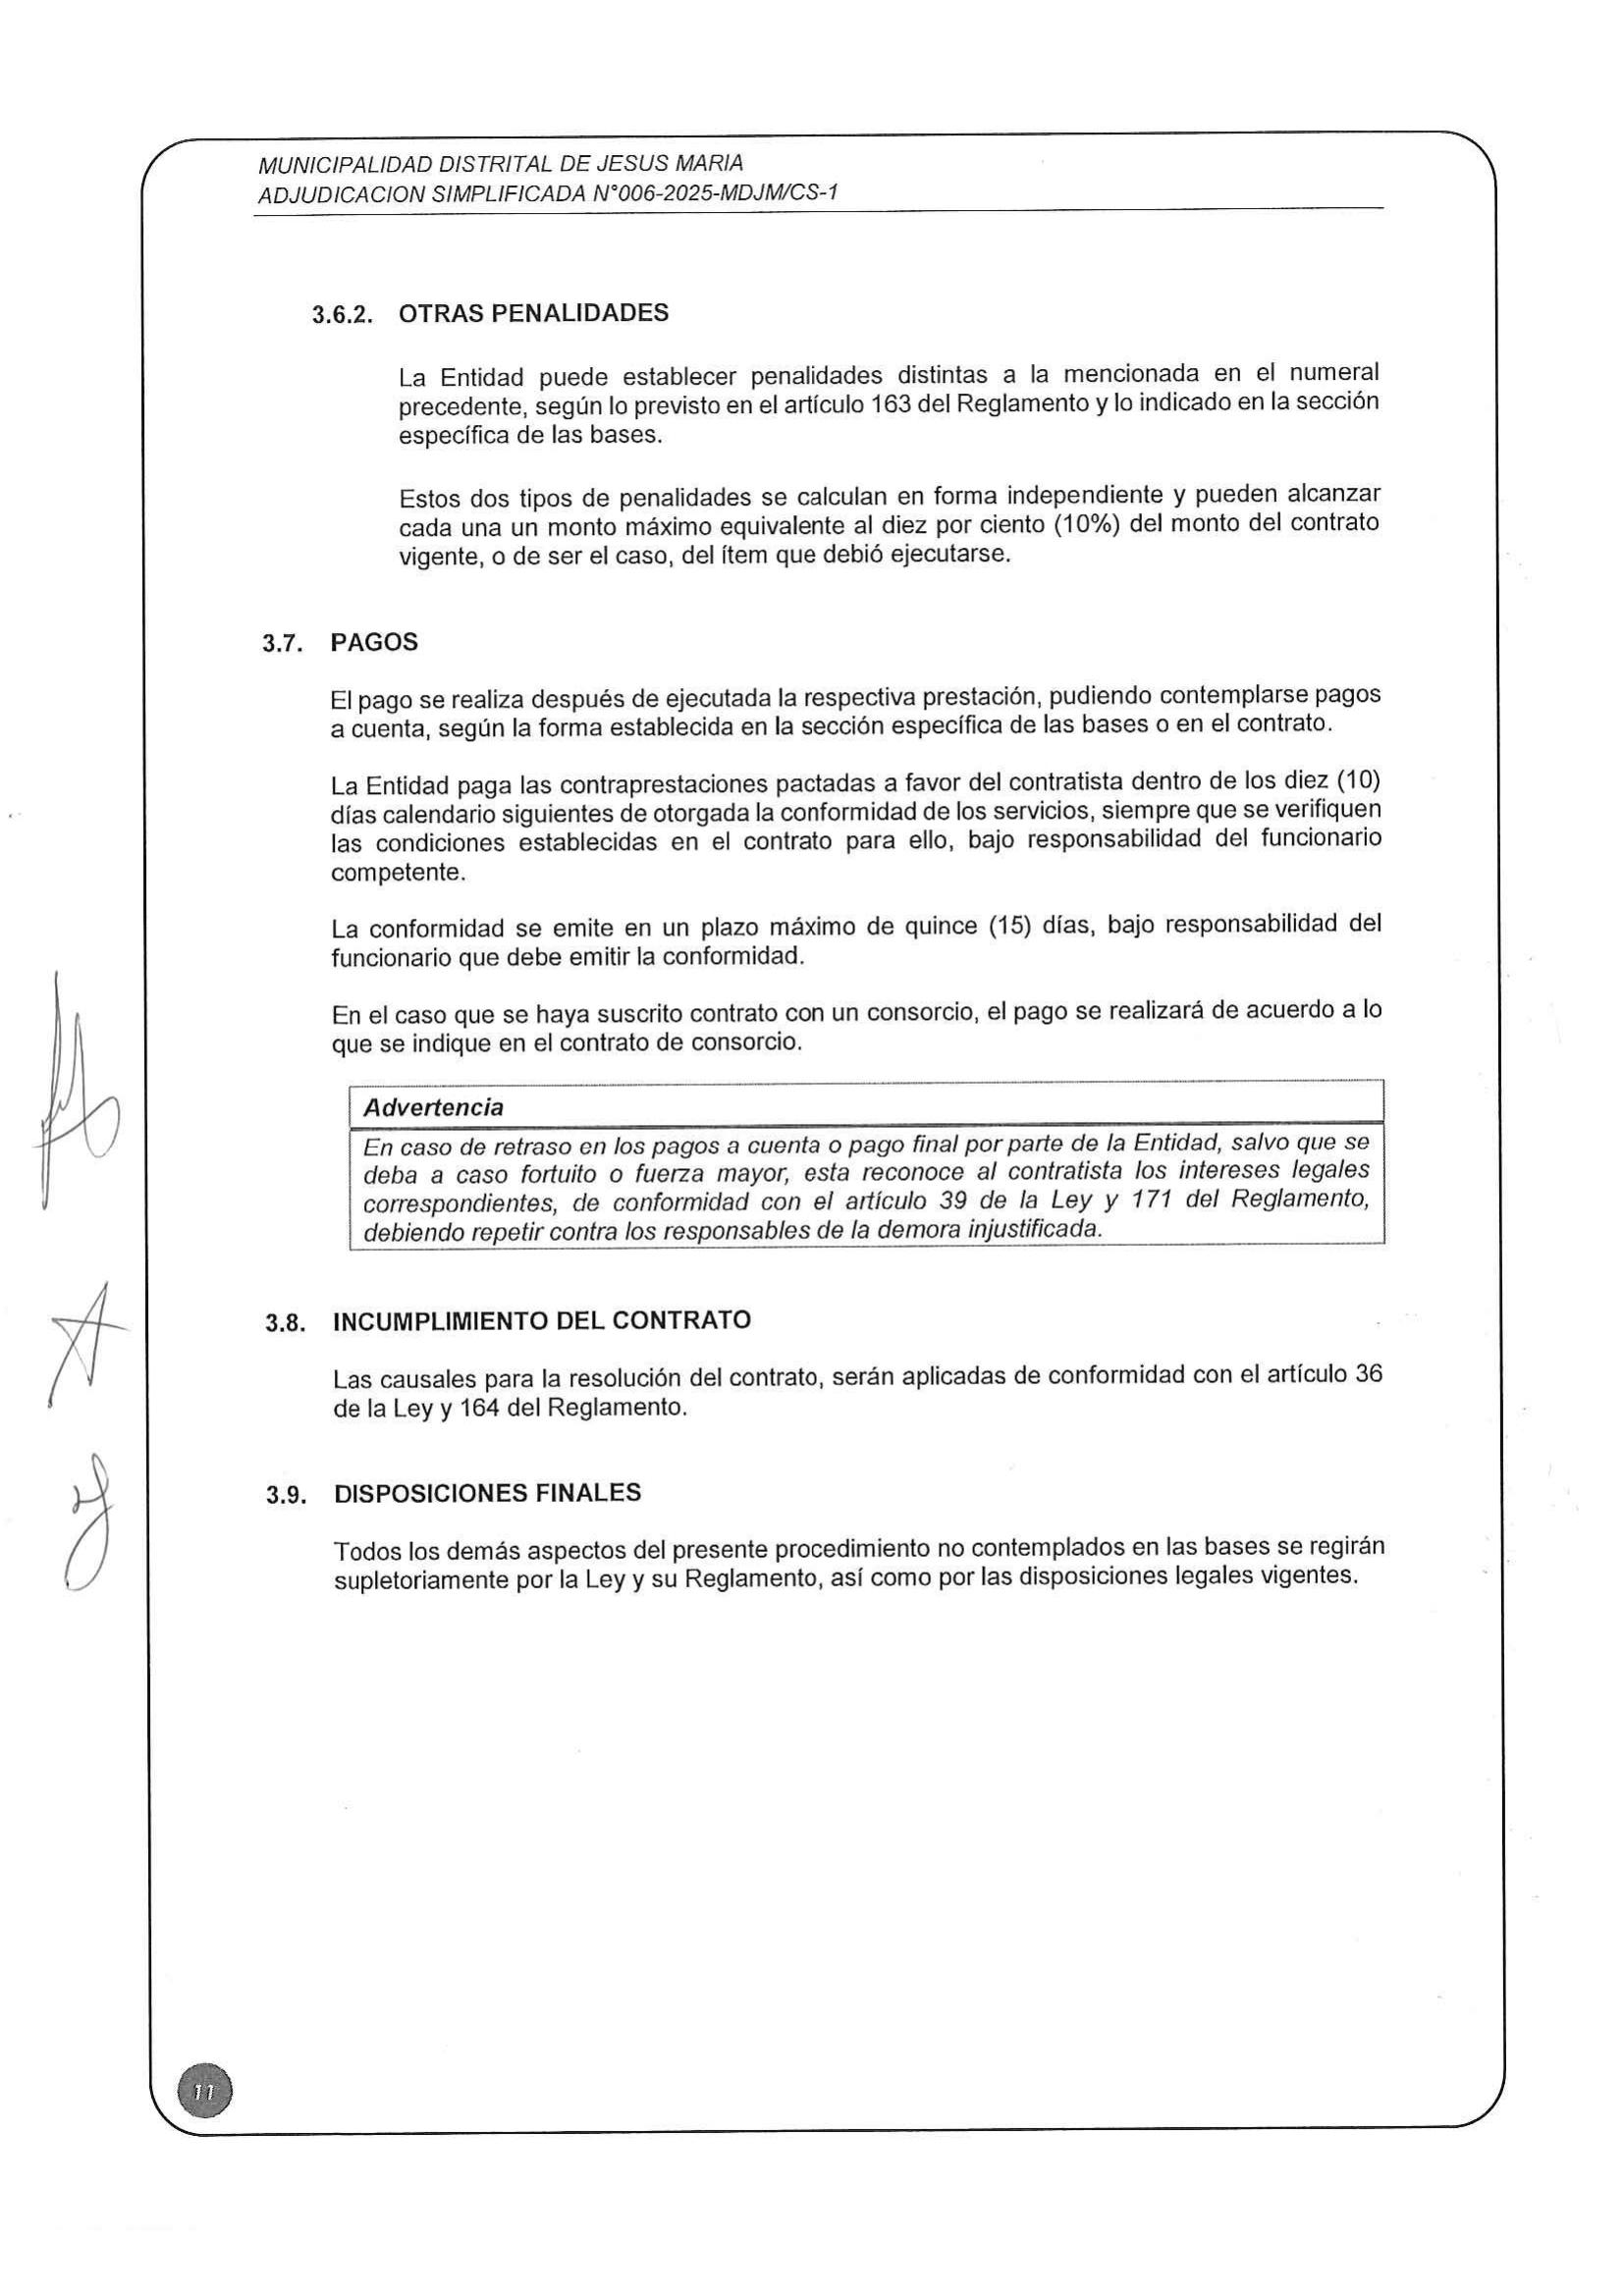 MUNICIPALIDAD DISTRITAL DE JESUS MARIA
ADJUDICACION SIMPLIFICADA N°006-2025-MDJM/CS-1
3.6.2. OTRAS PENALIDADES
La Entidad puede establecer penalidades distintas a la mencionada en el numeral
precedente, según lo previsto en el artículo 163 del Reglamento y lo indicado en la sección
específica de las bases.
Estos dos tipos de penalidades se calculan en forma independiente y pueden alcanzar
cada una un monto máximo equivalente al diez por ciento (10%) del monto del contrato
vigente, o de ser el caso, del ítem que debió ejecutarse.
3.7. PAGOS
El pago se realiza después de ejecutada la respectiva prestación, pudiendo contemplarse pagos
a cuenta, según la forma establecida en la sección específica de las bases o en el contrato.
La Entidad paga las contraprestaciones pactadas a favor del contratista dentro de los diez (10)
días calendario siguientes de otorgada la conformidad de los servicios, siempre que se verifiquen
las condiciones establecidas en el contrato para ello, bajo responsabilidad del funcionario
competente.
La conformidad se emite en un plazo máximo de quince (15) días, bajo responsabilidad del
funcionario que debe emitir la conformidad.
En el caso que se haya suscrito contrato con un consorcio, el pago se realizará de acuerdo a lo
que se indique en el contrato de consorcio.
Advertencia
En caso de retraso en los pagos a cuenta o pago final por parte de la Entidad, salvo que se
deba a caso fortuito o fuerza mayor, esta reconoce al contratista los intereses legales
correspondientes, de conformidad con el artículo 39 de la Ley y 171 del Reglamento,
debiendo repetir contra los responsables de la demora injustificada.
3.8. INCUMPLIMIENTO DEL CONTRATO
Las causales para la resolución del contrato, serán aplicadas de conformidad con el artículo 36
de la Ley y 164 del Reglamento.
3.9. DISPOSICIONES FINALES
Todos los demás aspectos del presente procedimiento no contemplados en las bases se regirán
supletoriamente por la Ley y su Reglamento, así como por las disposiciones legales vigentes.
11